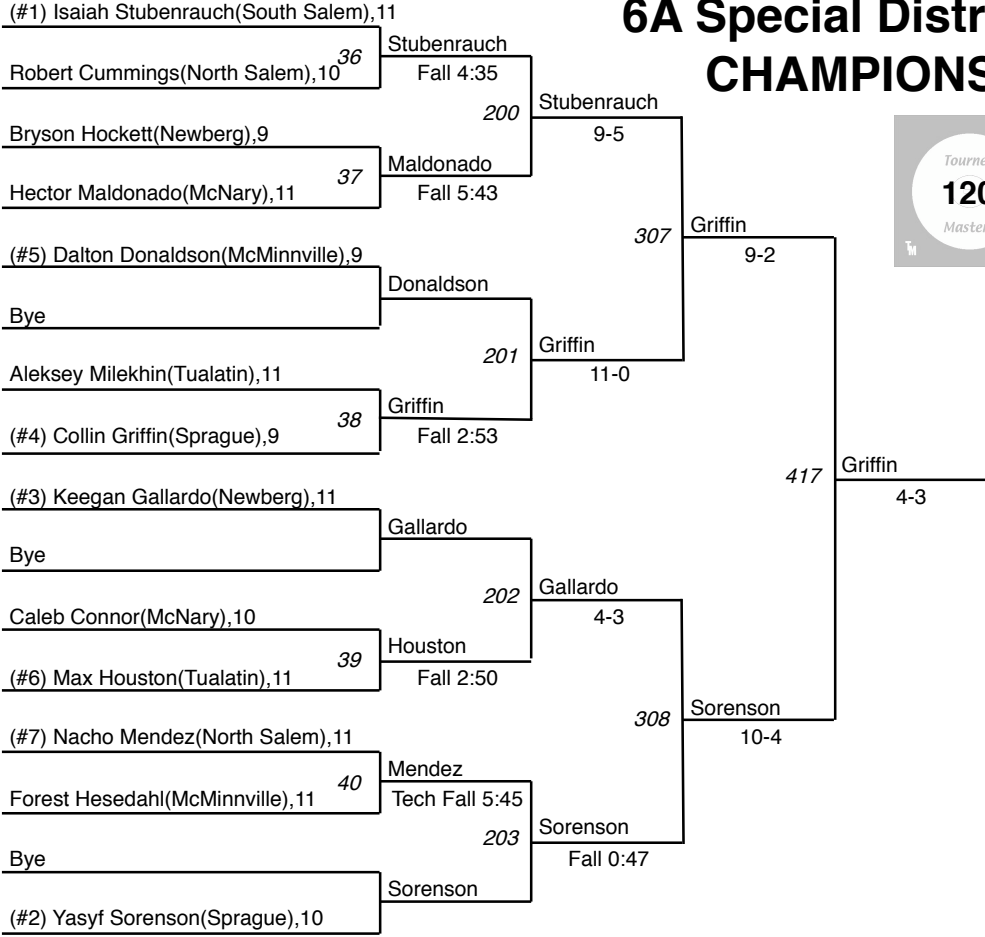 (#1) Isaiah Stubenrauch(South Salem),11
6A Special Distr
36
Stubenrauch
Robert Cummings(North Salem),10
Fall 4:35
CHAMPIONS
200
Stubenrauch
Bryson Hockett(Newberg),9
9-5
37
Maldonado
Hector Maldonado(McNary),11
Fall 5:43
Tourne
120
Master
TM
307
Griffin
9-2
(#5) Dalton Donaldson(McMinnville),9
Donaldson
Bye
201
Griffin
11-0
Aleksey Milekhin(Tualatin),11
38
Griffin
(#4) Collin Griffin(Sprague),9
Fall 2:53
417
Griffin
4-3
(#3) Keegan Gallardo(Newberg),11
Gallardo
Bye
202
Gallardo
4-3
Caleb Connor(McNary),10
39
Houston
(#6) Max Houston(Tualatin),11
Fall 2:50
308
Sorenson
10-4
(#7) Nacho Mendez(North Salem),11
40
Mendez
Forest Hesedahl(McMinnville),11
Tech Fall 5:45
203
Sorenson
Fall 0:47
Bye
Sorenson
(#2) Yasyf Sorenson(Sprague),10